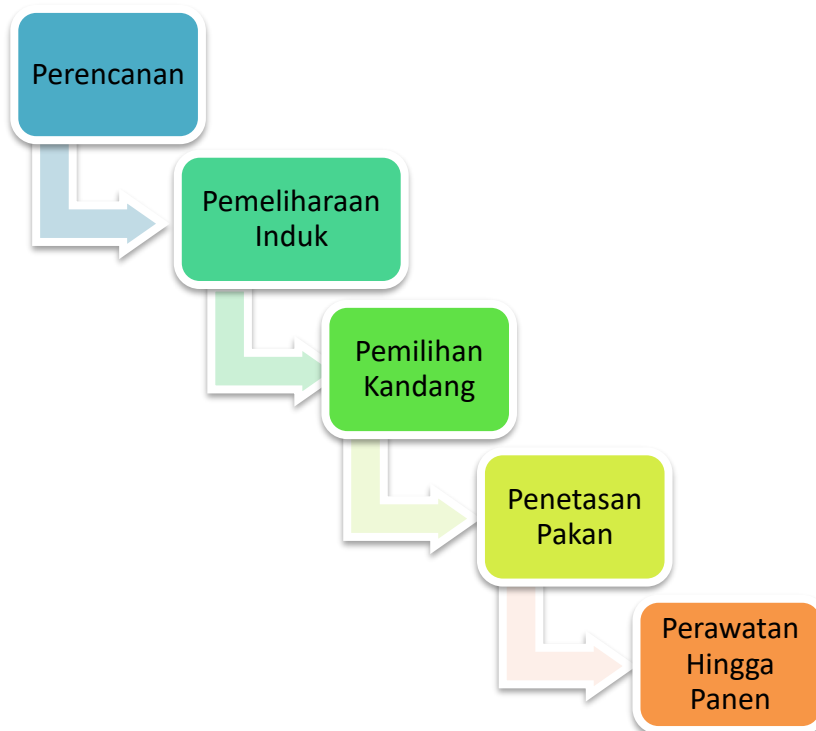 Perencanan
Pemeliharaan
Induk
Pemilihan
Kandang
Penetasan
Pakan
Perawatan
Hingga
Panen